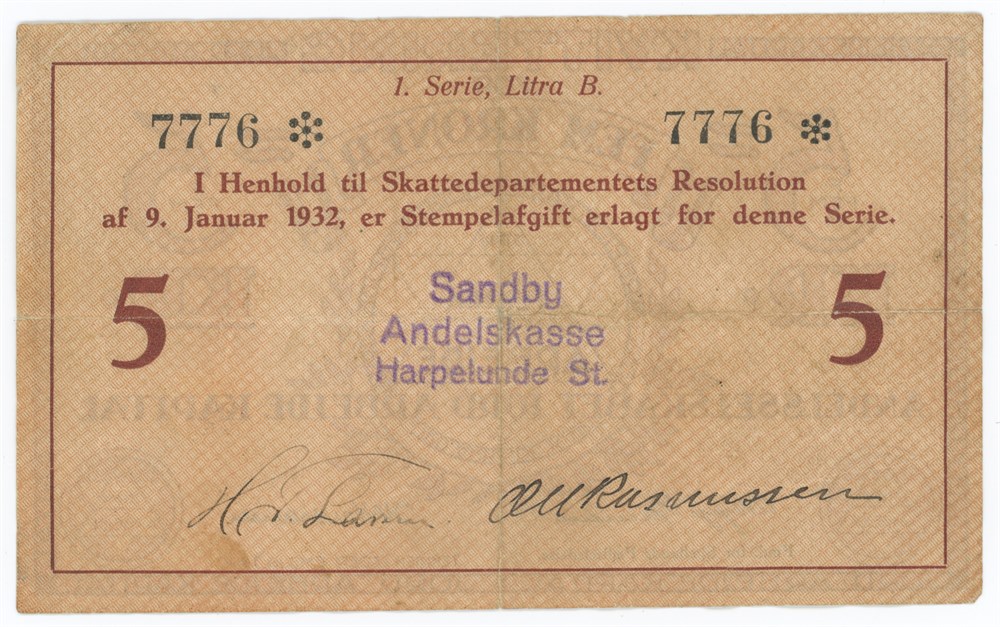 1. Serie, Litra B.
7776 7776
I Henhold til Skattedepartementets Resolution
af 9. Januar 1932, er Stempelafgift erlagt for denne Serie.
5 5
Sandby
Andelskasse
Harpelunde St.
Rasmussen